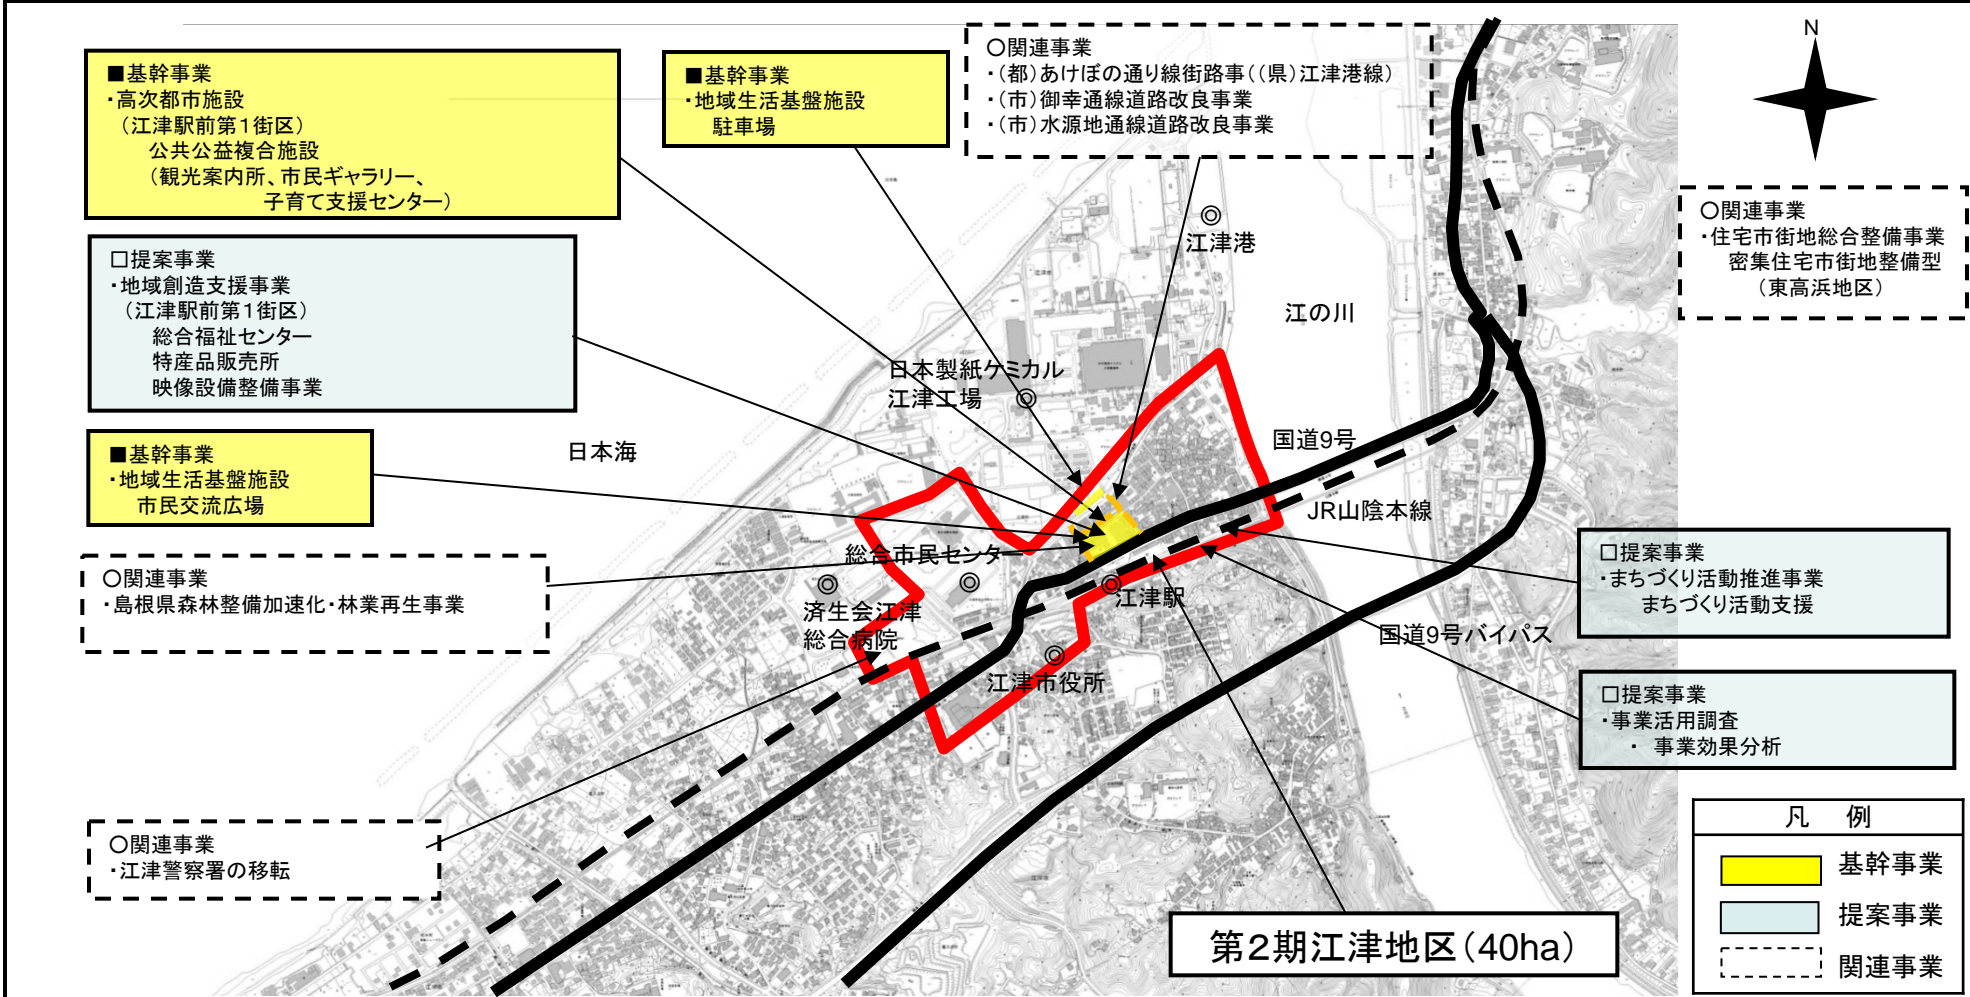 ■基幹事業
・高次都市施設
（江津駅前第1街区）
公共公益複合施設
（観光案内所、市民ギャラリー、
子育て支援センター）
■基幹事業
・地域生活基盤施設
駐車場
○関連事業
・(都)あけぼの通り線街路事((県)江津港線)
・(市)御幸通線道路改良事業
・(市)水源地通線道路改良事業
N
○関連事業
・住宅市街地総合整備事業
密集住宅市街地整備型
（東高浜地区）
□提案事業
・地域創造支援事業
（江津駅前第1街区）
総合福祉センター
特産品販売所
映像設備整備事業
■基幹事業
・地域生活基盤施設
市民交流広場
○関連事業
・島根県森林整備加速化・林業再生事業
○関連事業
・江津警察署の移転
江津港
江の川
日本製紙ケミカル
江津工場
日本海
国道9号
JR山陰本線
総合市民センター
済生会江津
総合病院
江津駅
江津市役所
国道9号バイパス
□提案事業
・まちづくり活動推進事業
まちづくり活動支援
□提案事業
・事業活用調査
・ 事業効果分析
第2期江津地区(40ha)
凡 例
基幹事業
提案事業
関連事業